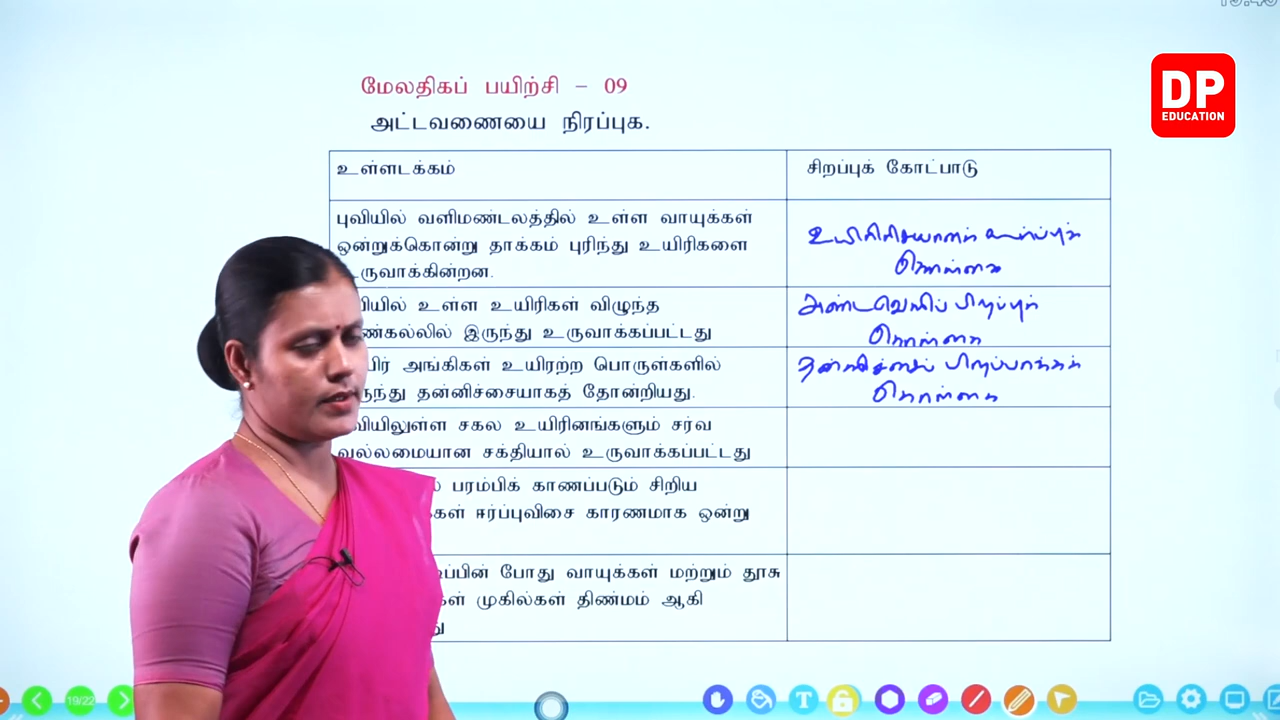 DP
EDUCATION
மேலதிகப் பயிற்சி – 09
அட்டவணையை நிரப்புக.
உள்ளடக்கம்
சிறப்புக் கோட்பாடு
புவியில் வளிமண்டலத்தில் உள்ள வாயுக்கள்
ஒன்றுக்கொன்று தாக்கம் புரிந்து உயிரிகளை
உருவாக்கின்றன.
உயிரிரசாயனக் கூர்ப்புக்
கொள்கை
உள்ள உயிரிகள் விழுந்த
இருந்து உருவாக்கப்பட்டது
அண்டவெளிப் பிறப்புக்
கொள்கை
அங்கிகள் உயிரற்ற பொருள்களில்
தன்னிச்சையாகத் தோன்றியது.
தன்னிச்சைப் பிறப்பாக்கக்
கொள்கை
சகல உயிரினங்களும் சர்வ
வல்லமையான சக்தியால் உருவாக்கப்பட்டது
பரம்பிக் காணப்படும் சிறிய
ஈர்ப்புவிசை காரணமாக ஒன்று
போது வாயுக்கள் மற்றும் தூசு
முகில்கள் திண்மம் ஆகி
19/22
T